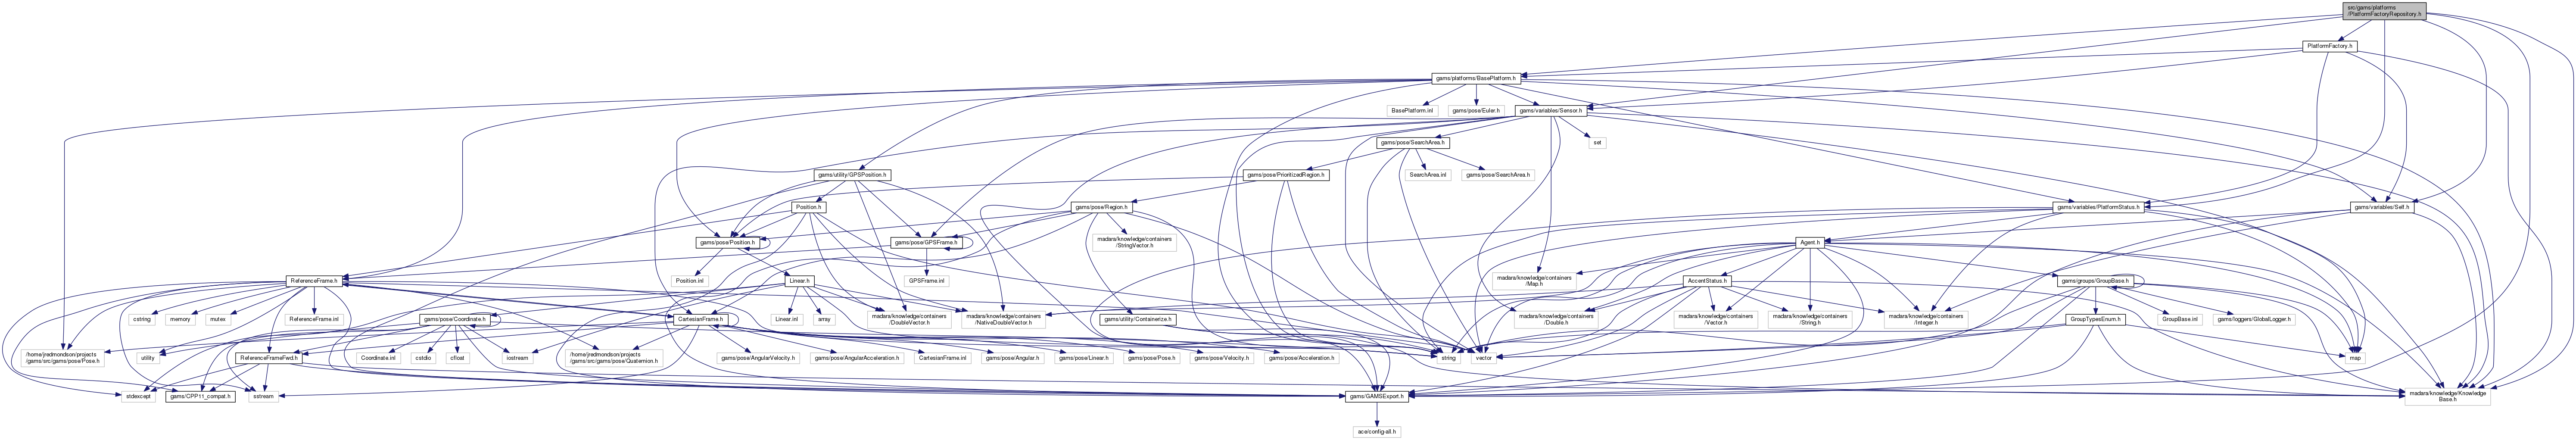 src/gams/platforms
/PlatformFactoryRepository.h
PlatformFactory.h
gams/platforms/BasePlatform.h
BasePlatform.inl
gams/pose/Euler.h
gams/variables/Sensor.h
gams/pose/SearchArea.h
set
gams/utility/GPSPosition.h
gams/pose/PrioritizedRegion.h
SearchArea.inl
gams/pose/SearchArea.h
Position.h
gams/pose/Region.h
gams/variables/PlatformStatus.h
gams/variables/Self.h
gams/pose/Position.h
gams/pose/GPSFrame.h
madara/knowledge/containers
/StringVector.h
Agent.h
ReferenceFrame.h
Position.inl
Linear.h
GPSFrame.inl
madara/knowledge/containers
/Map.h
AccentStatus.h
gams/groups/GroupBase.h
cstring
memory
mutex
ReferenceFrame.inl
gams/pose/Coordinate.h
CartesianFrame.h
Linear.inl
array
madara/knowledge/containers
/DoubleVector.h
madara/knowledge/containers
/NativeDoubleVector.h
gams/utility/Containerize.h
madara/knowledge/containers
/Double.h
madara/knowledge/containers
/Vector.h
madara/knowledge/containers
/String.h
madara/knowledge/containers
/Integer.h
GroupTypesEnum.h
GroupBase.inl
gams/loggers/GlobalLogger.h
/home/jredmondson/projects
/gams/src/gams/pose/Pose.h
utility
ReferenceFrameFwd.h
Coordinate.inl
cstdio
cfloat
iostream
/home/jredmondson/projects
/gams/src/gams/pose/Quaternion.h
gams/pose/AngularVelocity.h
gams/pose/AngularAcceleration.h
CartesianFrame.inl
gams/pose/Angular.h
gams/pose/Linear.h
gams/pose/Pose.h
gams/pose/Velocity.h
gams/pose/Acceleration.h
string
vector
map
stdexcept
gams/CPP11_compat.h
sstream
gams/GAMSExport.h
madara/knowledge/Knowledge
Base.h
ace/config-all.h